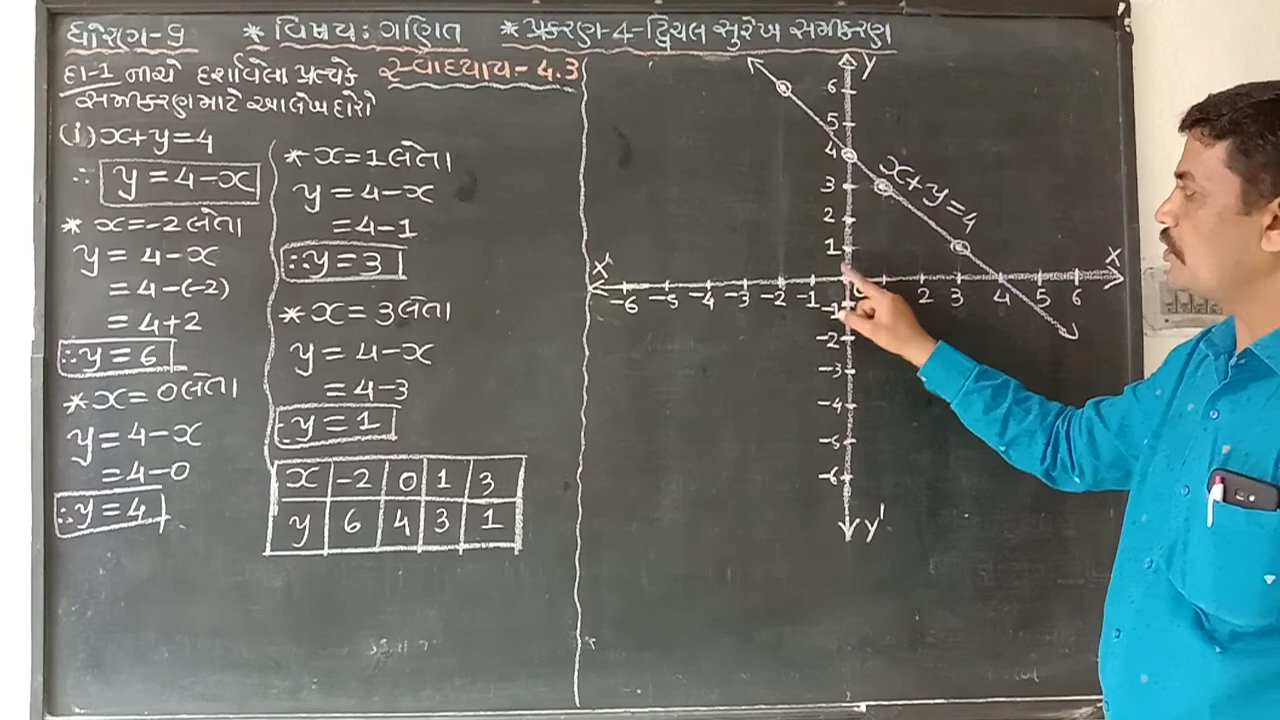 ધોરણ-9 * વિષય: ગણિત * પ્રકરણ-4-દ્વિચલ સુરેખ સમીકરણ
સ્વાધ્યાય-4.3
દા-1 નીચે દર્શાવેલા પ્રત્યેક
સમીકરણ માટે આલેખ દોરો
(i) x+y=4
∴ y=4-x
* x=-2 લેતા
y = 4-x
= 4-(-2)
= 4+2
∴y=6
* x=0 લેતા
y=4-x
=4-0
∴y=4
* x=1 લેતા
y=4-x
=4-1
∴y=3
* x=3 લેતા
y=4-x
=4-3
∴y=1
x -2 0 1 3
y 6 4 3 1
Y
6
5
4
3
2
1
x+y=4
X' X
-6 -5 -4 -3 -2 -1 2 3 4 5 6
-1
-2
-3
-4
-5
-6
Y'